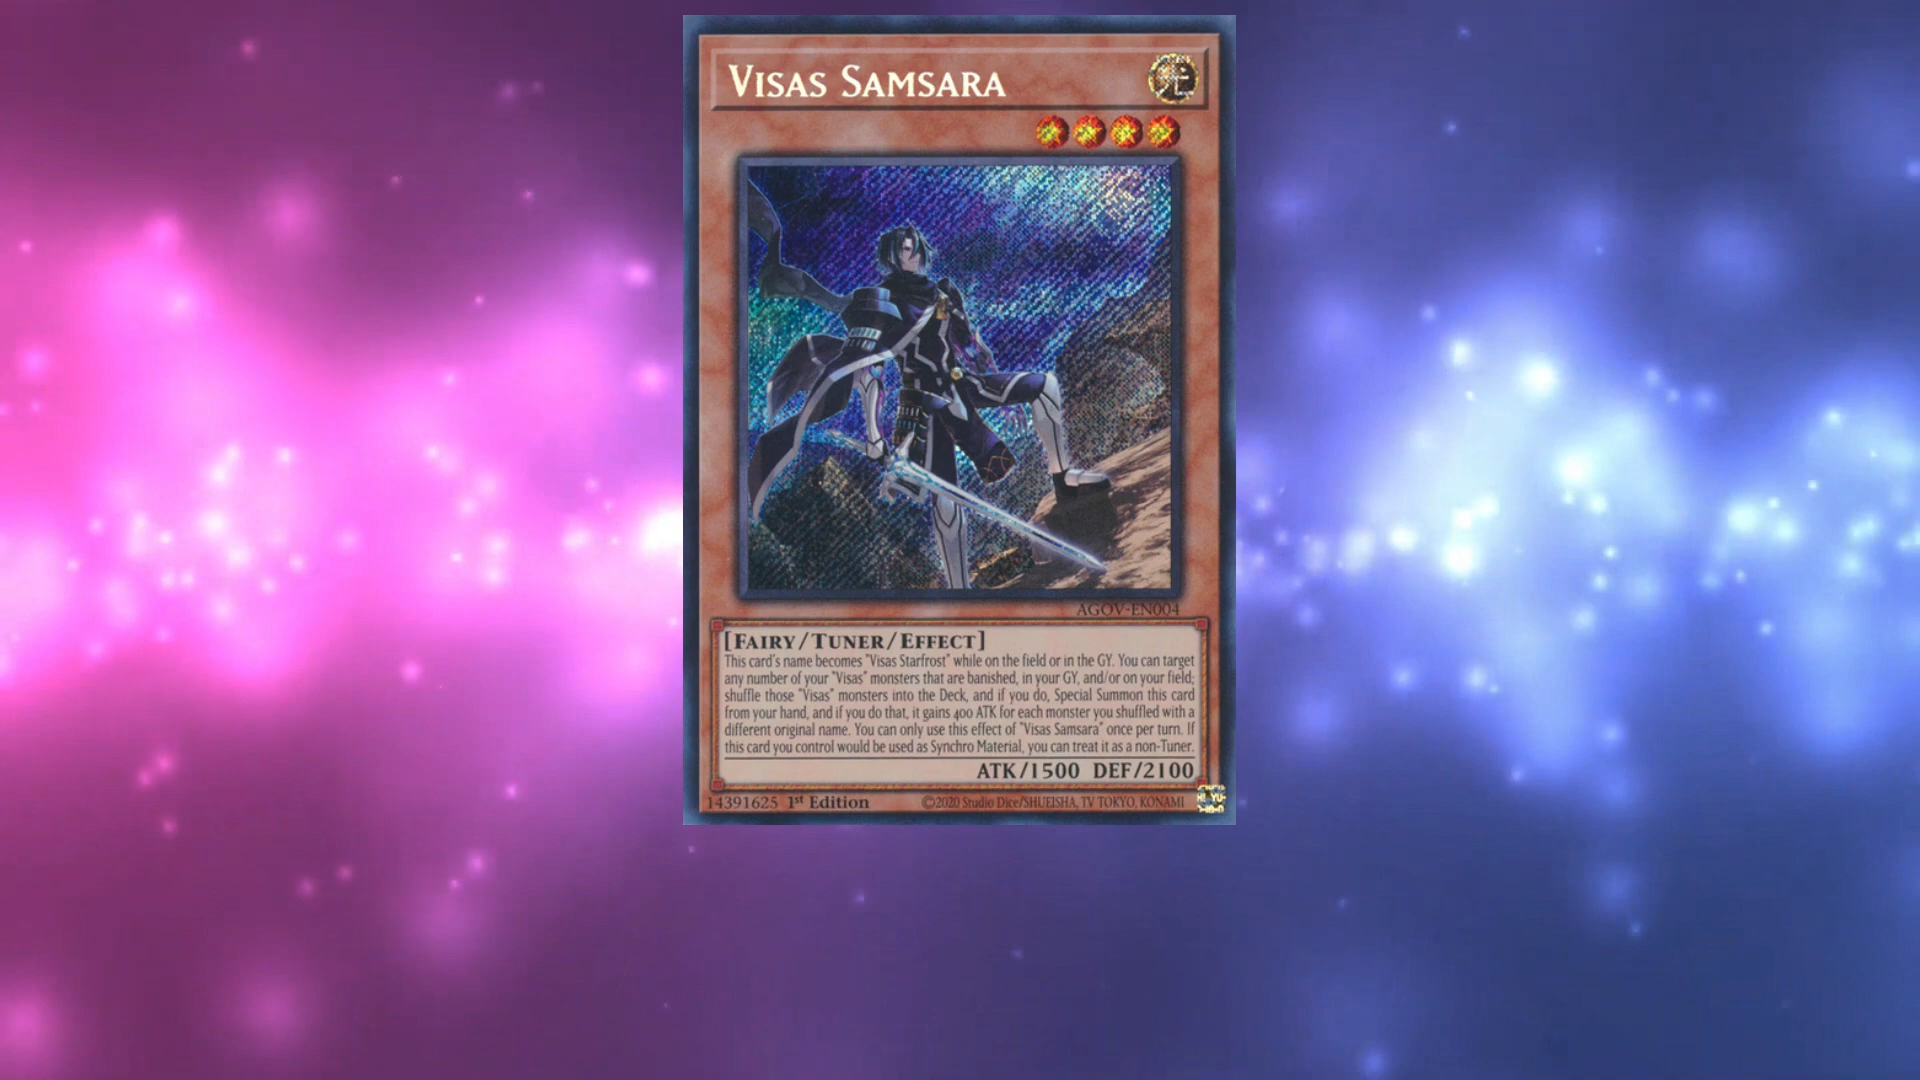 VISAS SAMSARA
光
AGOV-EN004
[FAIRY/TUNER/EFFECT]
This card's name becomes "Visas Starfrost" while on the field or in the GY. You can target
any number of your "Visas" monsters that are banished, in your GY, and/or on your field;
shuffle those "Visas" monsters into the Deck, and if you do, Special Summon this card
from your hand, and if you do that, it gains 400 ATK for each monster you shuffled with a
different original name. You can only use this effect of "Visas Samsara" once per turn. If
this card you control would be used as Synchro Material, you can treat it as a non-Tuner.
ATK/1500 DEF/2100
14391625 1st Edition ©2020 Studio Dice/SHUEISHA, TV TOKYO, KONAMI